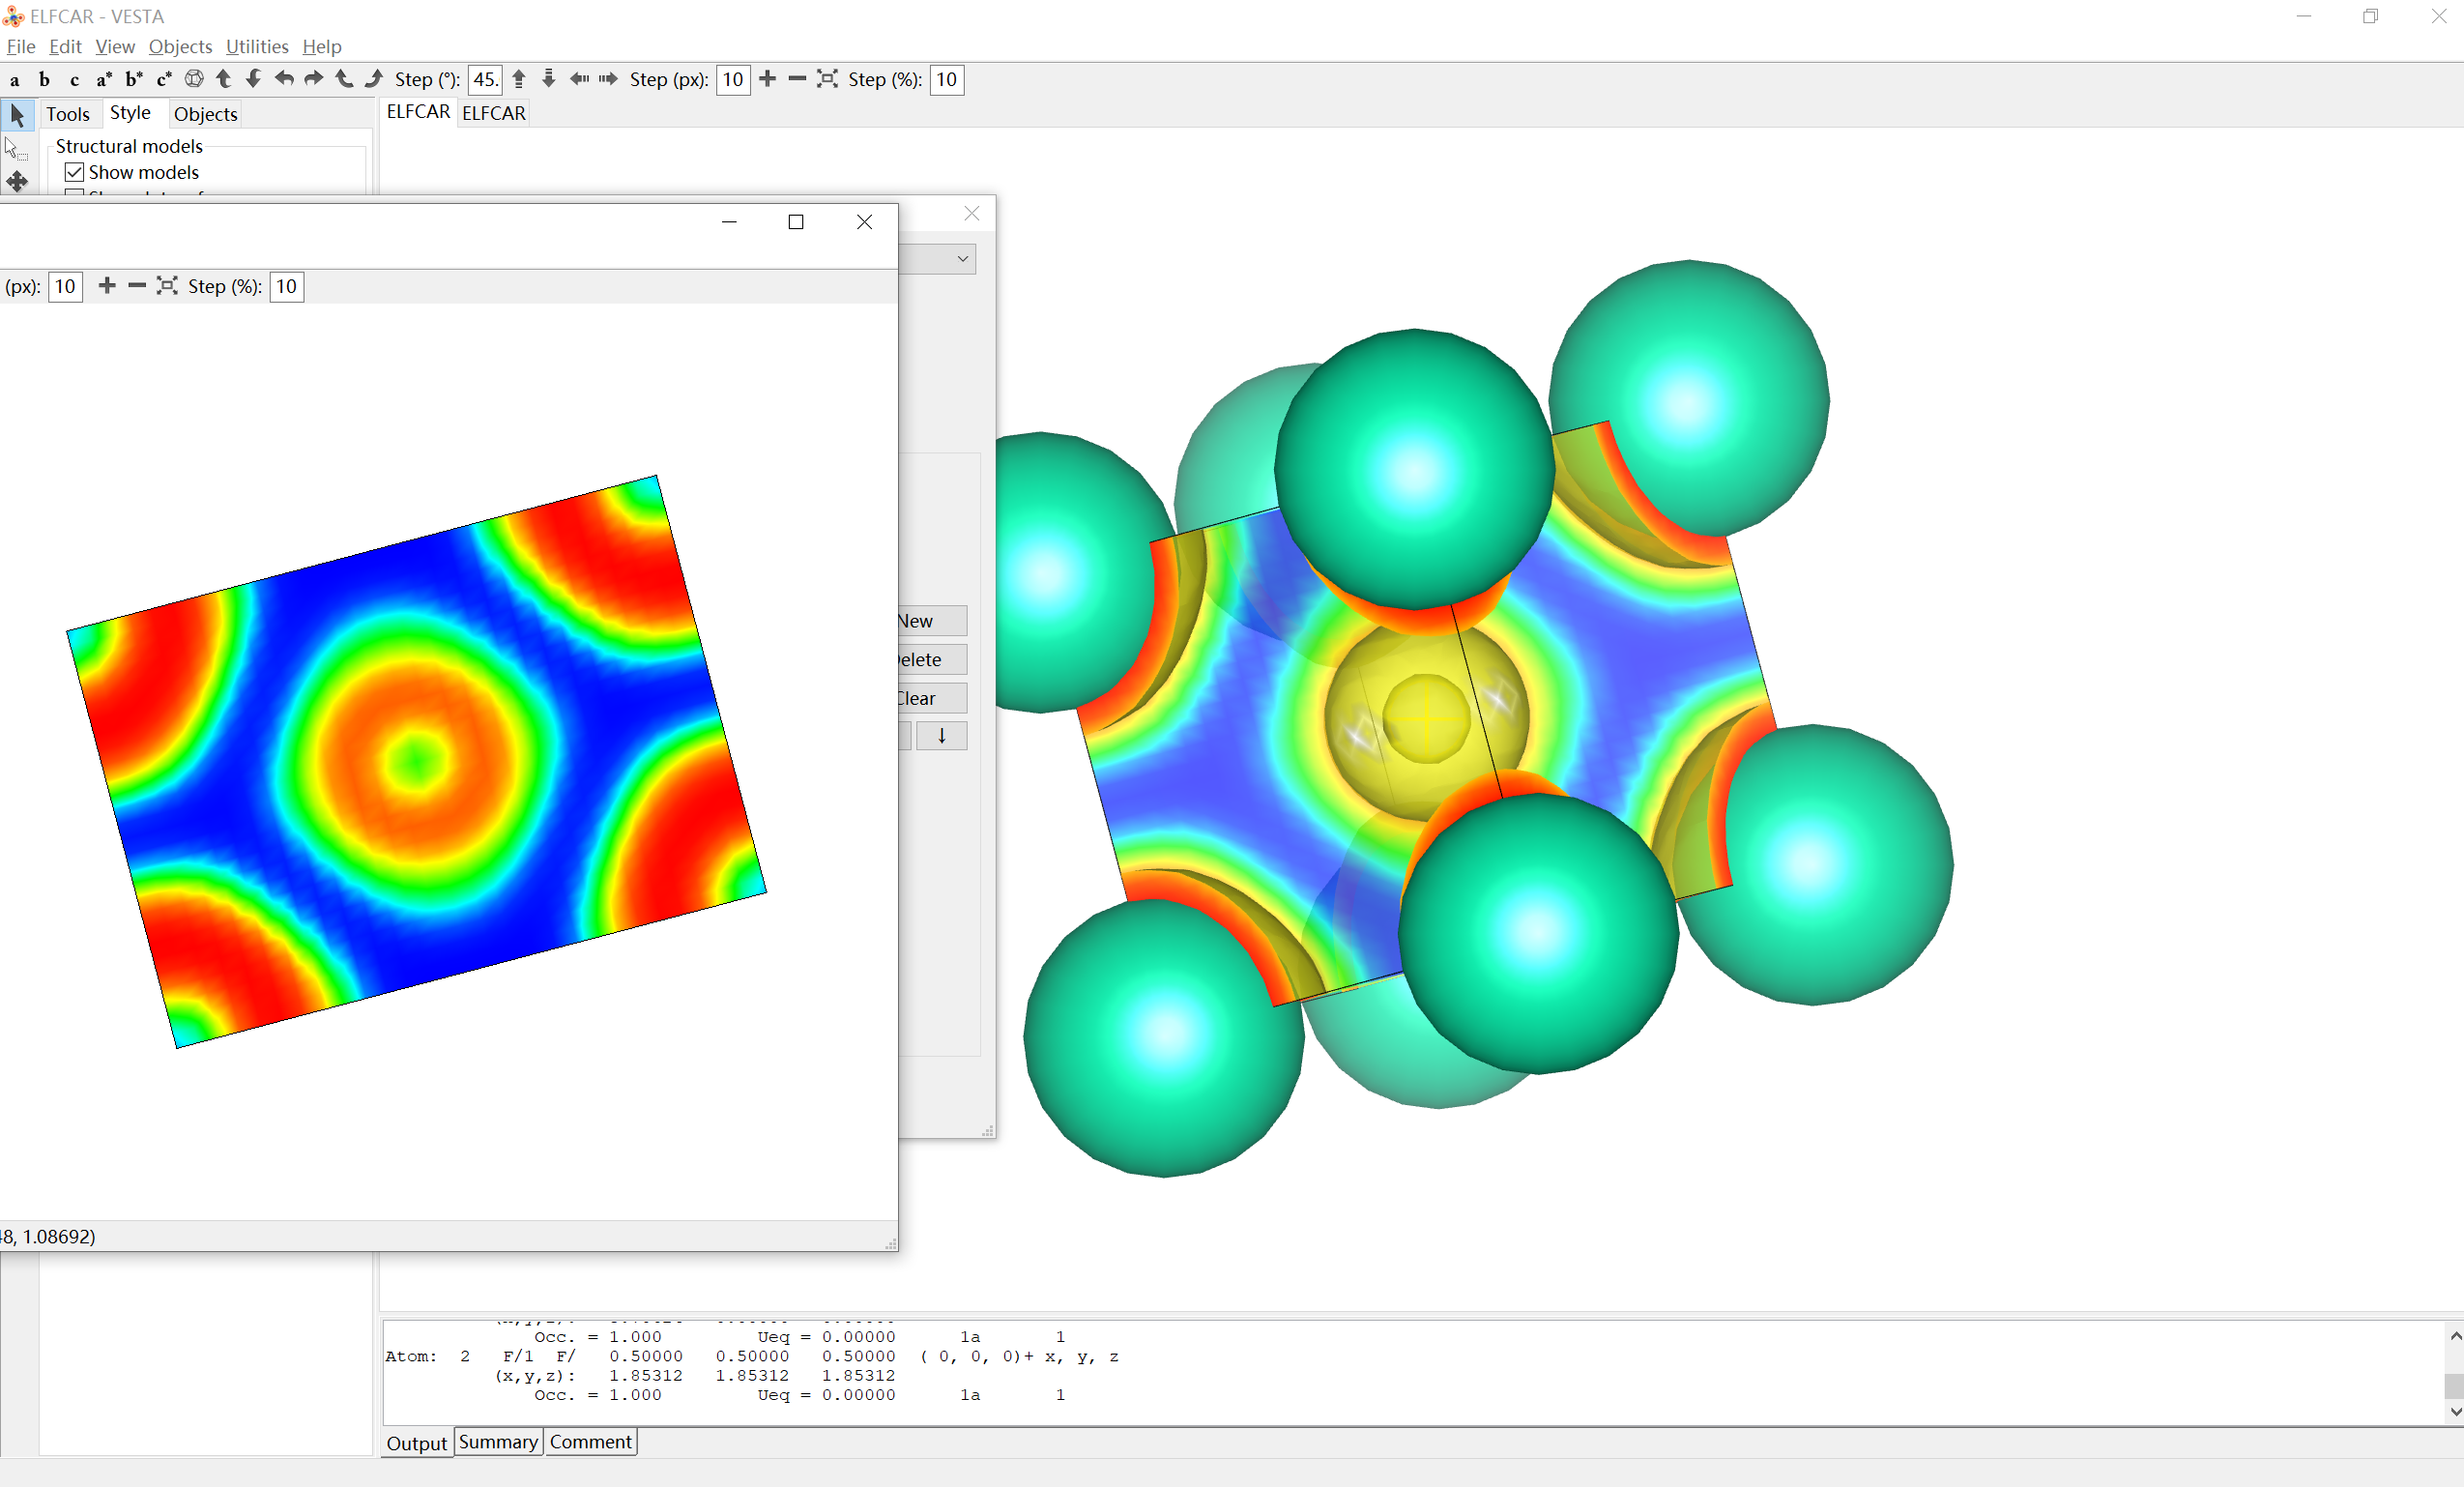 ELFCAR - VESTA
File Edit View Objects Utilities Help
a b c a* b* c* Step (°): 45. Step (px): 10 Step (%): 10
Tools Style Objects
ELFCAR ELFCAR
Structural models
Show models
(px): 10 Step (%): 10
New
Delete
Clear
↓
8, 1.08692)
Occ. = 1.000 Ueq = 0.00000 1a 1
Atom: 2 F/1 F/ 0.50000 0.50000 0.50000 ( 0, 0, 0)+ x, y, z
(x,y,z): 1.85312 1.85312 1.85312
Occ. = 1.000 Ueq = 0.00000 1a 1
Output Summary Comment